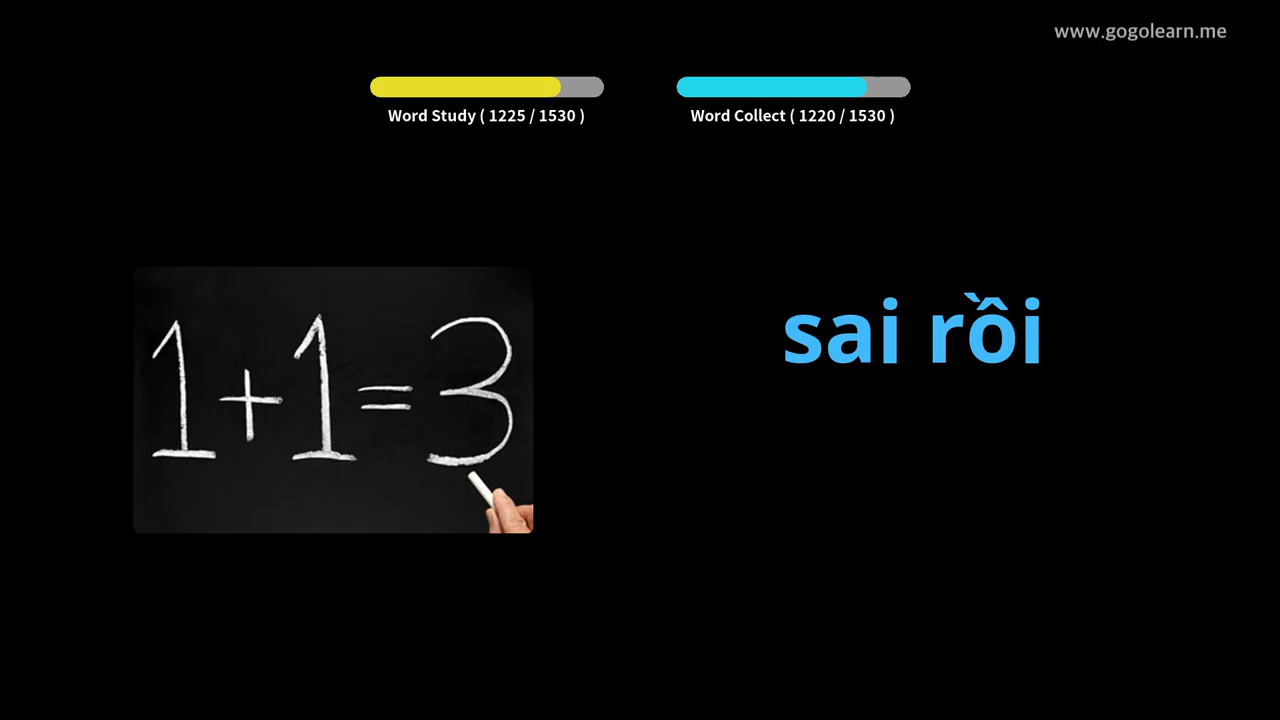 www.gogolearn.me
Word Study ( 1225 / 1530 )
Word Collect ( 1220 / 1530 )
1+1=3
sai rồi